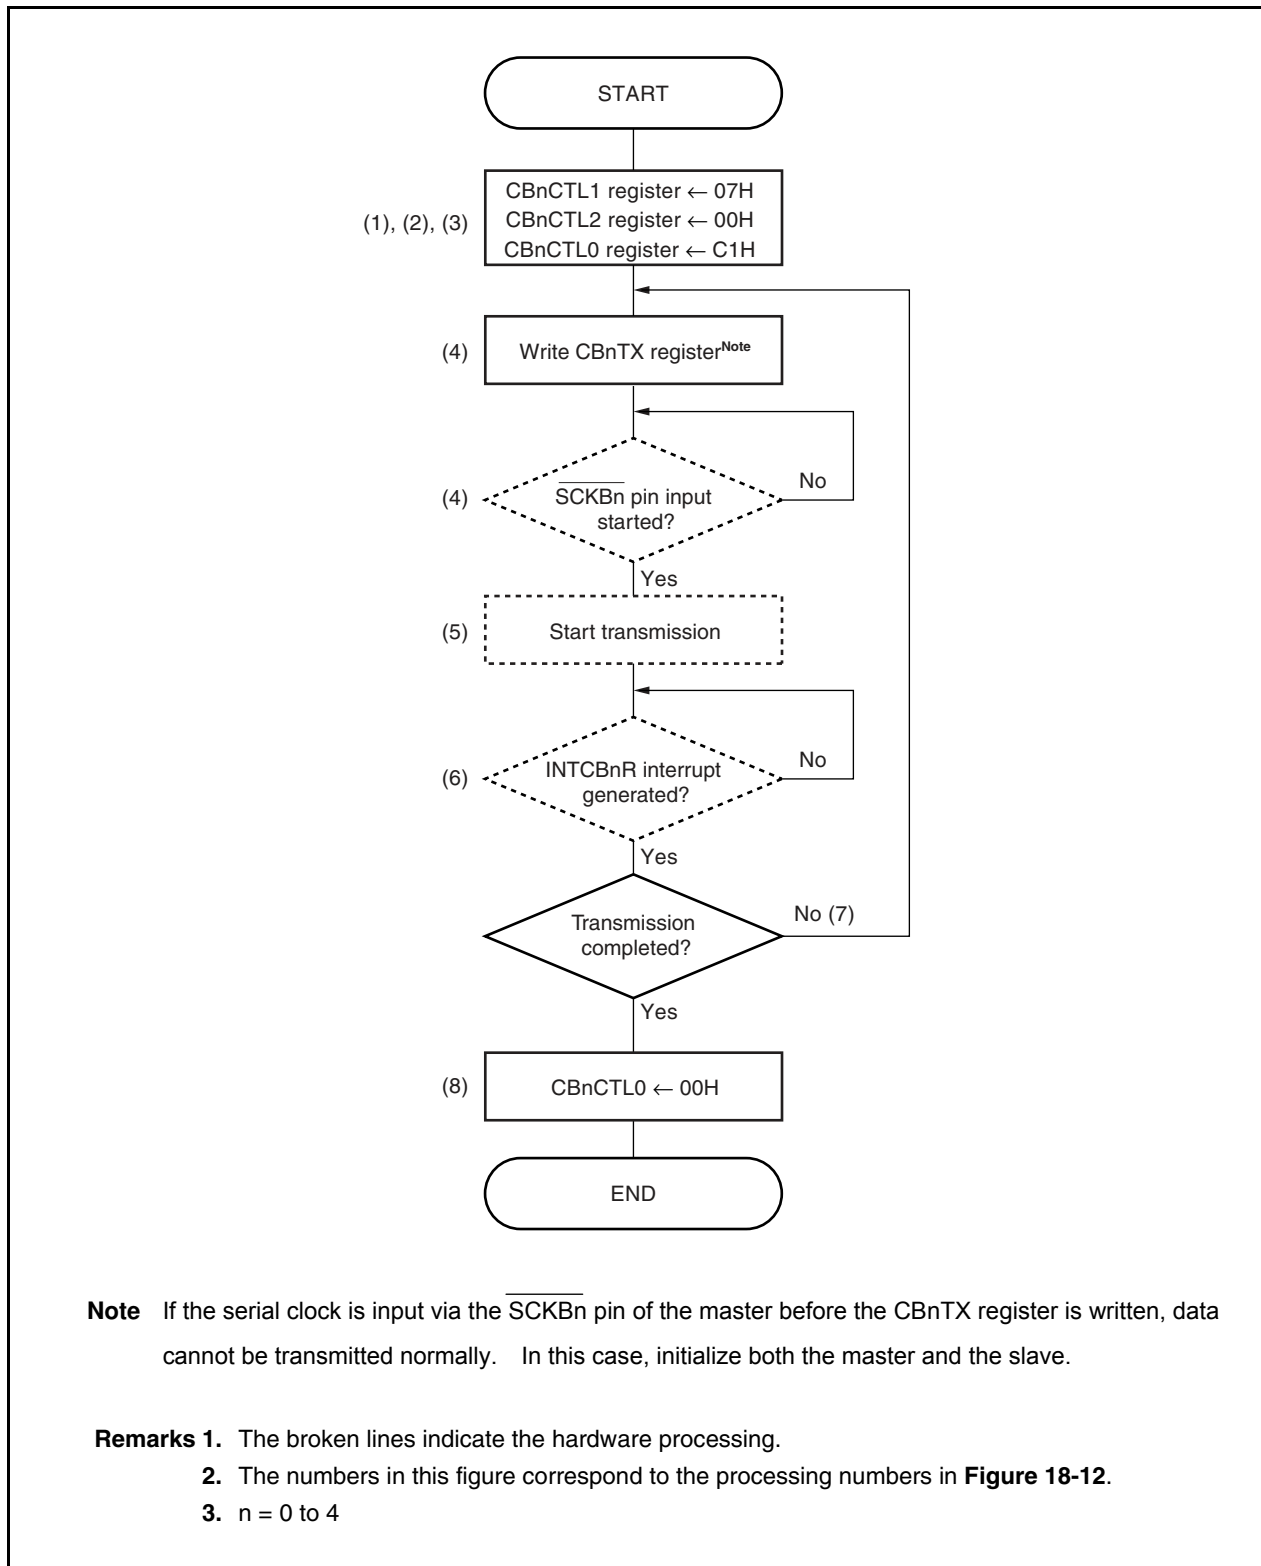 START
CBnCTL1 register ← 07H
(1), (2), (3) CBnCTL2 register ← 00H
CBnCTL0 register ← C1H
(4) Write CBnTX register^Note
(4) S̅C̅K̅B̅n̅ pin input No
started?
Yes
(5) Start transmission
(6) INTCBnR interrupt No
generated?
Yes
Transmission No (7)
completed?
Yes
(8) CBnCTL0 ← 00H
END
Note If the serial clock is input via the S̅C̅K̅B̅n̅ pin of the master before the CBnTX register is written, data
cannot be transmitted normally. In this case, initialize both the master and the slave.
Remarks 1. The broken lines indicate the hardware processing.
2. The numbers in this figure correspond to the processing numbers in Figure 18-12.
3. n = 0 to 4